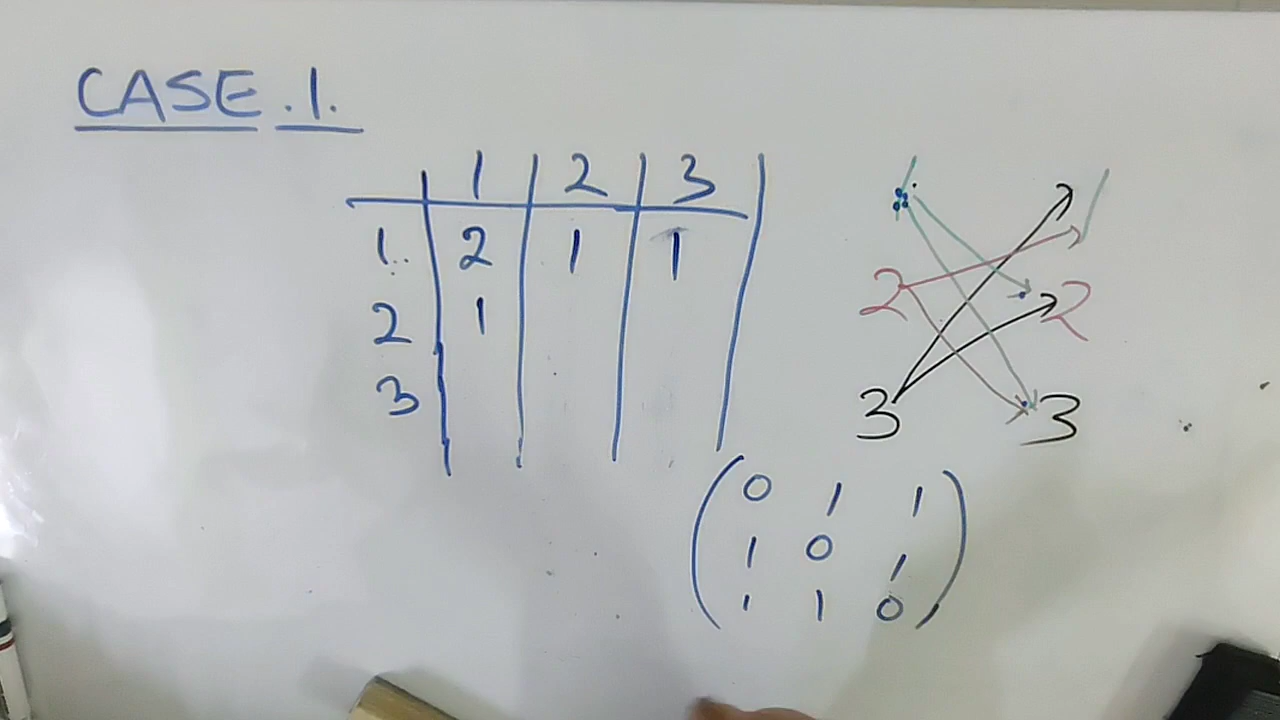 CASE.1.
1 2 3
1.. 2 1 1
2 1
3
1 1
2 2
3 3
0 1 1
1 0 1
1 1 0